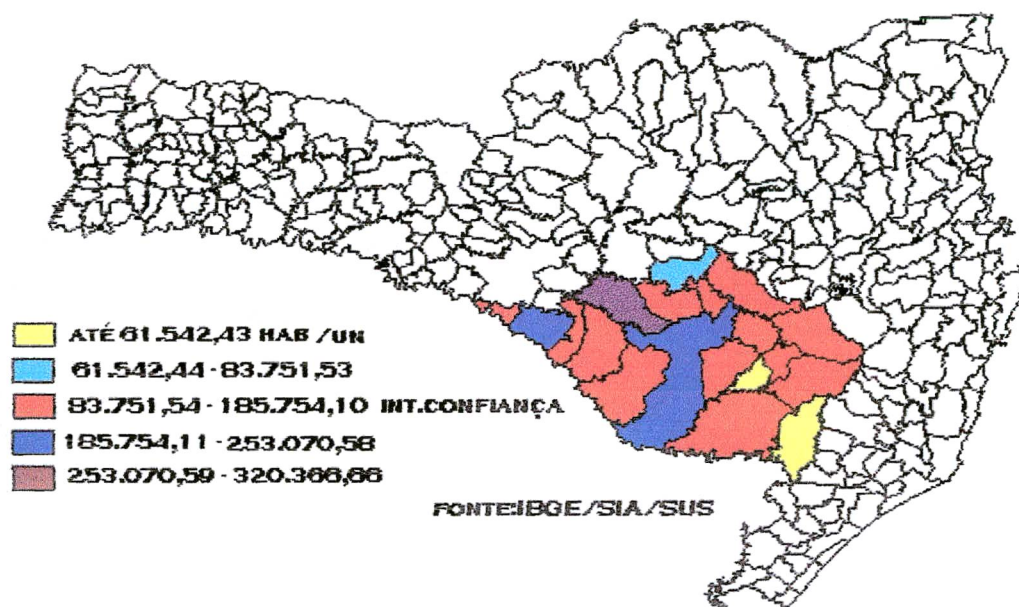 ATÉ 61.542,43 HAB /UN
61.542,44 - 83.751,53
83.751,54 - 185.754,10 INT.CONFIANÇA
185.754,11 - 253.070,58
253.070,59 - 320.366,66
FONTE:IBGE/SIA/SUS